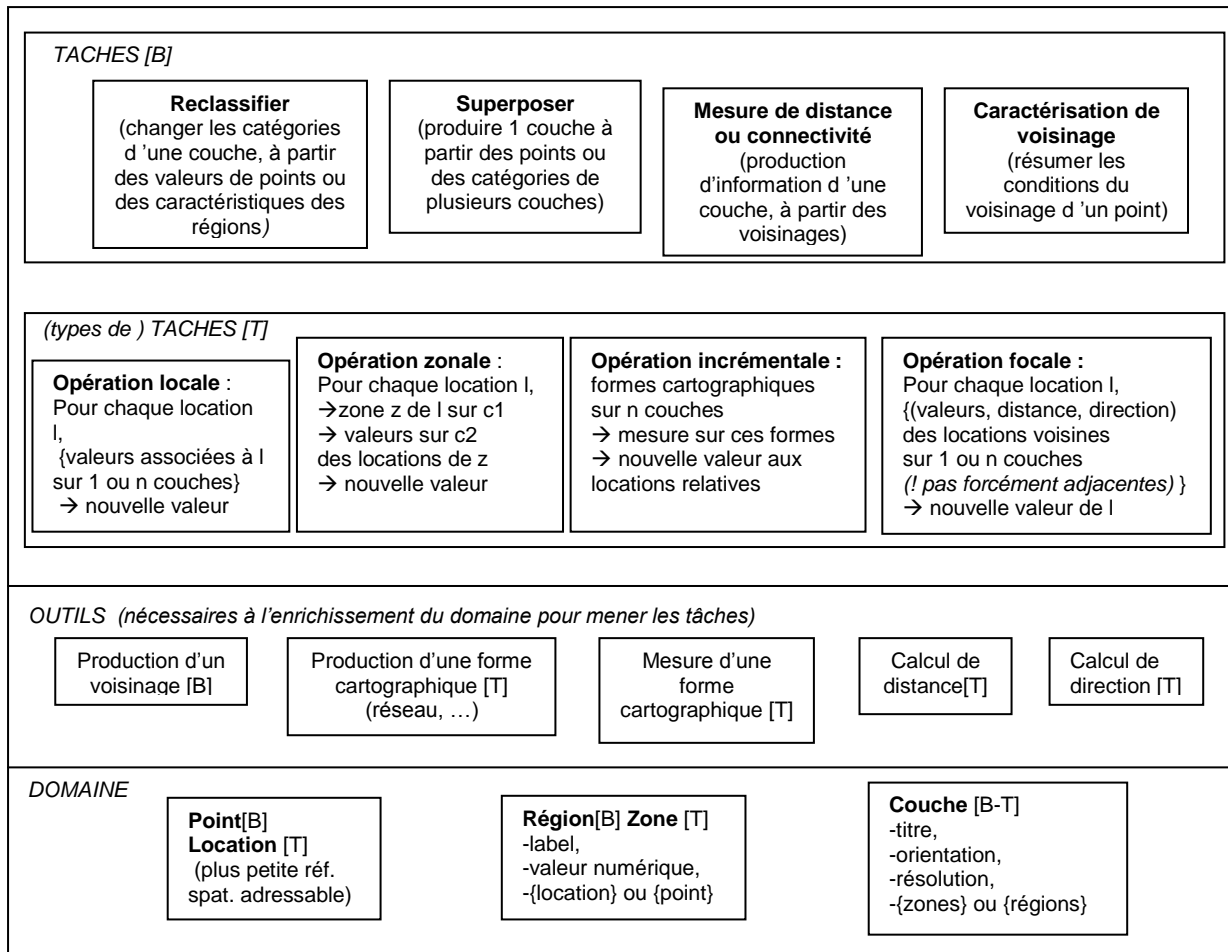 TACHES [B]
Reclassifier
(changer les catégories
d ’une couche, à partir
des valeurs de points ou
des caractéristiques des
régions)
Superposer
(produire 1 couche à
partir des points ou
des catégories de
plusieurs couches)
Mesure de distance
ou connectivité
(production
d’information d ’une
couche, à partir des
voisinages)
Caractérisation de
voisinage
(résumer les
conditions du
voisinage d ’un point)
(types de ) TACHES [T]
Opération locale :
Pour chaque location
l,
{valeurs associées à l
sur 1 ou n couches}
→ nouvelle valeur
Opération zonale :
Pour chaque location l,
→zone z de l sur c1
→ valeurs sur c2
des locations de z
→ nouvelle valeur
Opération incrémentale :
formes cartographiques
sur n couches
→ mesure sur ces formes
→ nouvelle valeur aux
locations relatives
Opération focale :
Pour chaque location l,
{(valeurs, distance, direction)
des locations voisines
sur 1 ou n couches
(! pas forcément adjacentes) }
→ nouvelle valeur de l
OUTILS (nécessaires à l’enrichissement du domaine pour mener les tâches)
Production d’un
voisinage [B]
Production d’une forme
cartographique [T]
(réseau, …)
Mesure d’une
forme
cartographique [T]
Calcul de
distance[T]
Calcul de
direction [T]
DOMAINE
Point[B]
Location [T]
(plus petite réf.
spat. adressable)
Région[B] Zone [T]
-label,
-valeur numérique,
-{location} ou {point}
Couche [B-T]
-titre,
-orientation,
-résolution,
-{zones} ou {régions}